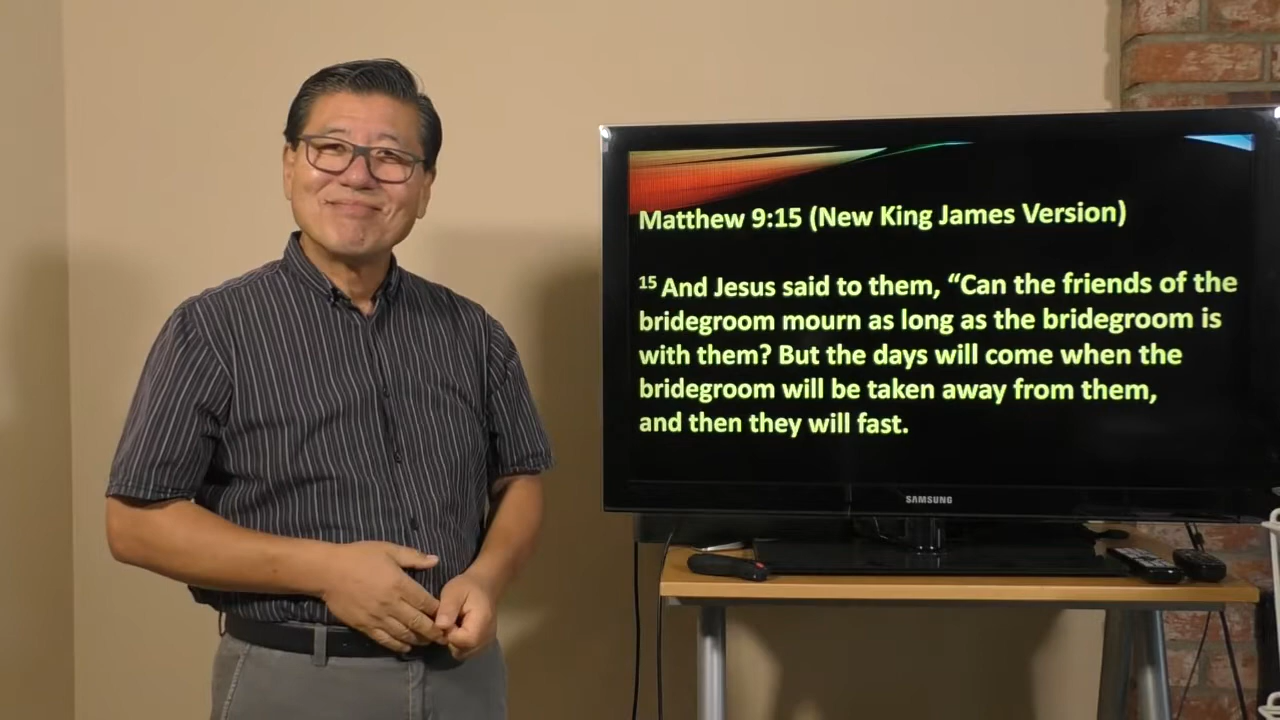 Matthew 9:15 (New King James Version)
15 And Jesus said to them, “Can the friends of the
bridegroom mourn as long as the bridegroom is
with them? But the days will come when the
bridegroom will be taken away from them,
and then they will fast.
SAMSUNG